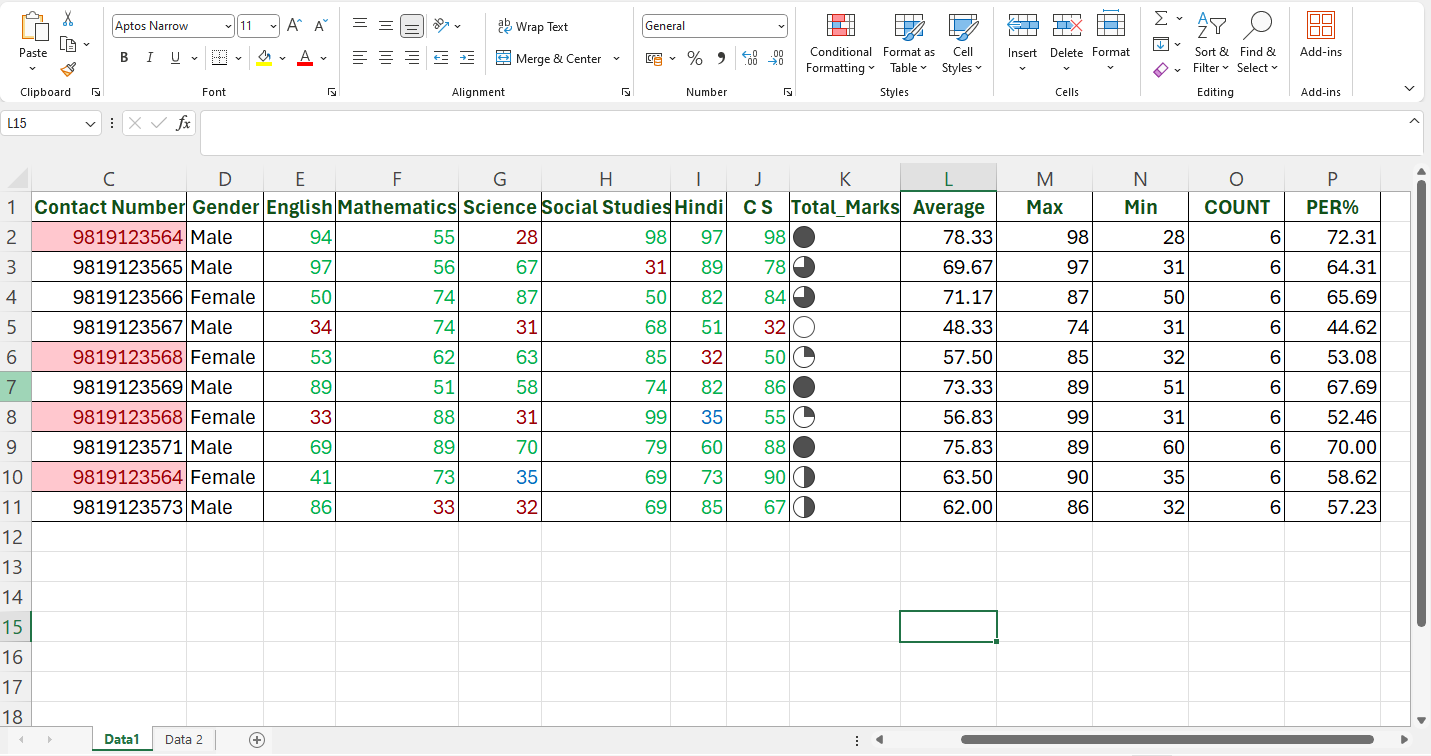 Aptos Narrow 11 A^ Aˇ ab Wrap Text General
Paste B I U A Merge & Center % 9 .00 Conditional Formatting Format as Table Cell Styles Insert Delete Format Sort & Filter Find & Select Add-ins
Clipboard Font Alignment Number Styles Cells Editing Add-ins
L15 fx
C D E F G H I J K L M N O P
1 Contact Number Gender English Mathematics Science Social Studies Hindi C S Total_Marks Average Max Min COUNT PER%
2 9819123564 Male 94 55 28 98 97 98 78.33 98 28 6 72.31
3 9819123565 Male 97 56 67 31 89 78 69.67 97 31 6 64.31
4 9819123566 Female 50 74 87 50 82 84 71.17 87 50 6 65.69
5 9819123567 Male 34 74 31 68 51 32 48.33 74 31 6 44.62
6 9819123568 Female 53 62 63 85 32 50 57.50 85 32 6 53.08
7 9819123569 Male 89 51 58 74 82 86 73.33 89 51 6 67.69
8 9819123568 Female 33 88 31 99 35 55 56.83 99 31 6 52.46
9 9819123571 Male 69 89 70 79 60 88 75.83 89 60 6 70.00
10 9819123564 Female 41 73 35 69 73 90 63.50 90 35 6 58.62
11 9819123573 Male 86 33 32 69 85 67 62.00 86 32 6 57.23
12
13
14
15
16
17
18
Data1 Data 2